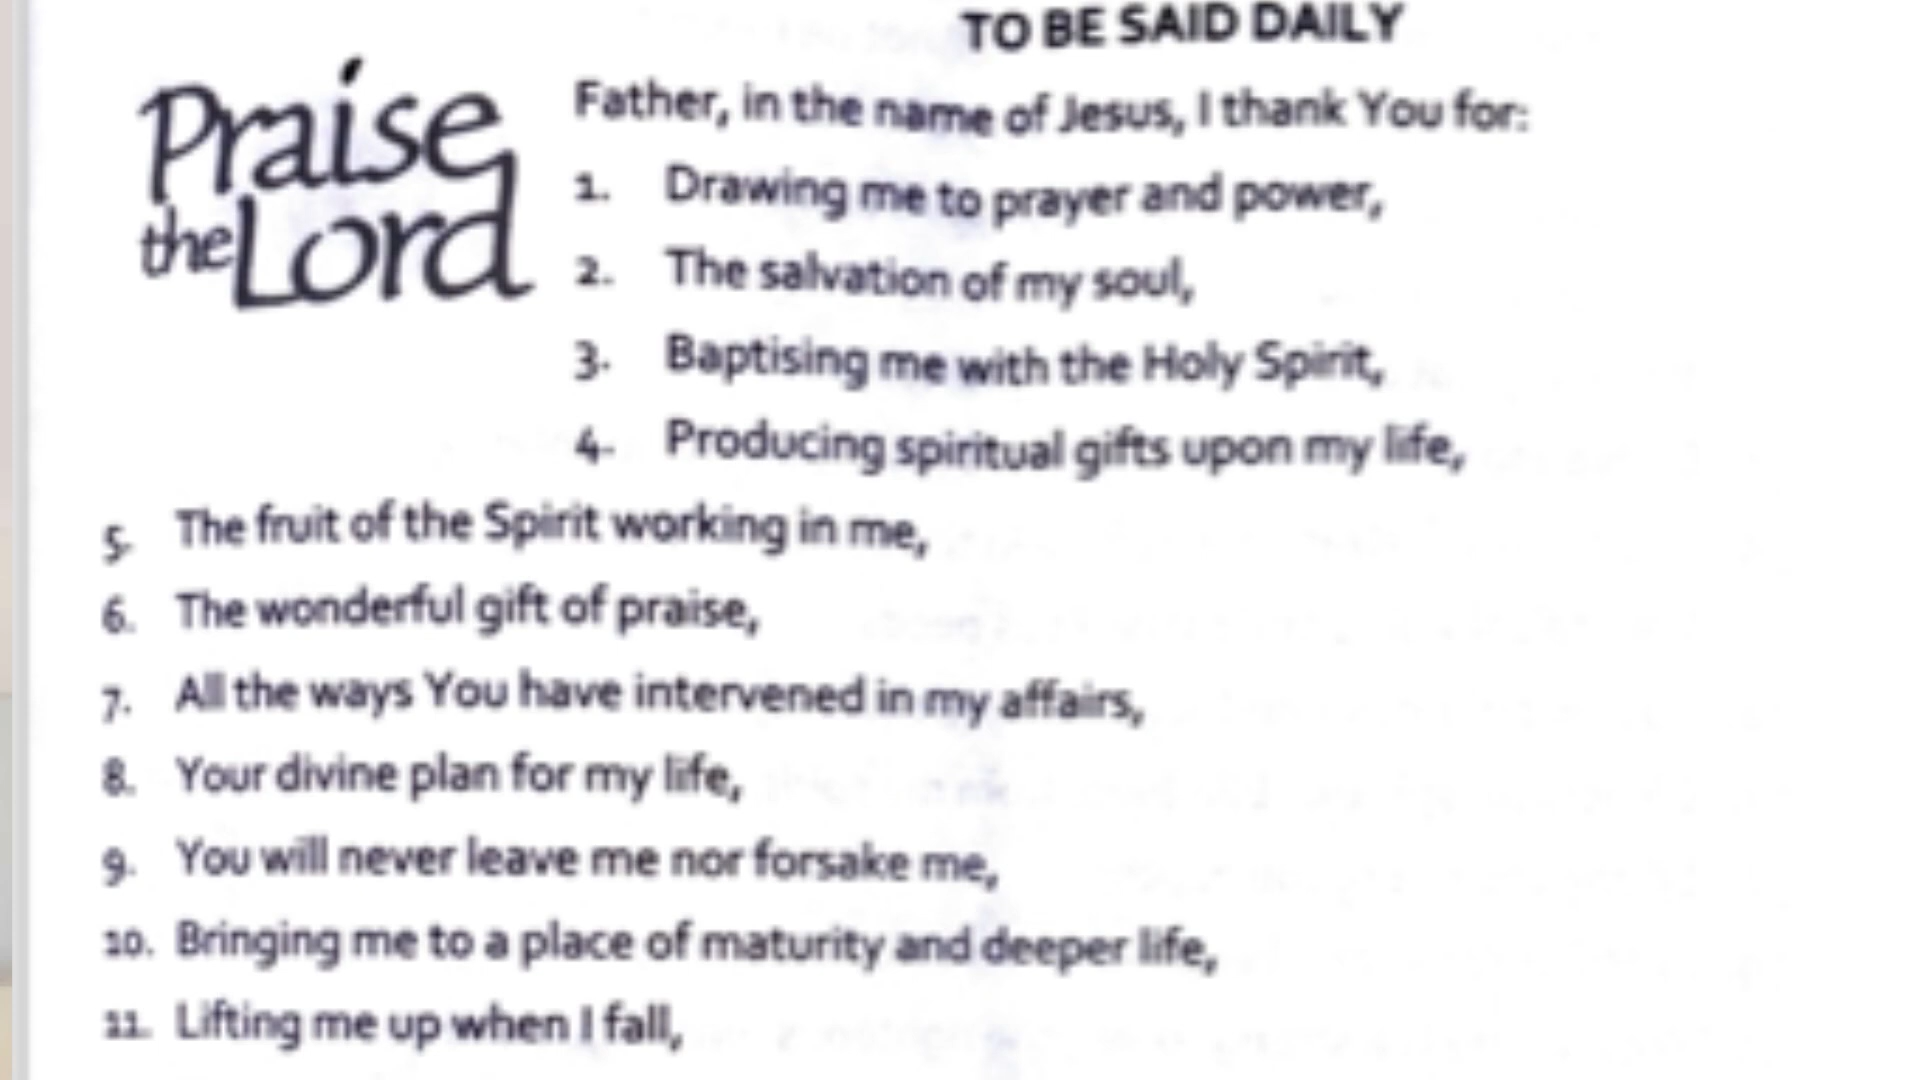 TO BE SAID DAILY
Praise
the Lord
Father, in the name of Jesus, I thank You for:
1. Drawing me to prayer and power,
2. The salvation of my soul,
3. Baptising me with the Holy Spirit,
4. Producing spiritual gifts upon my life,
5. The fruit of the Spirit working in me,
6. The wonderful gift of praise,
7. All the ways You have intervened in my affairs,
8. Your divine plan for my life,
9. You will never leave me nor forsake me,
10. Bringing me to a place of maturity and deeper life,
11. Lifting me up when I fall,